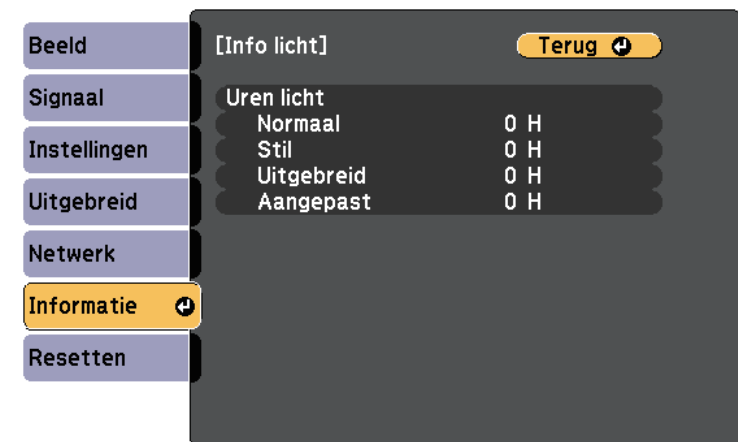 Beeld
Signaal
Instellingen
Uitgebreid
Netwerk
Informatie
Resetten
[Info licht]
Terug
Uren licht
Normaal 0 H
Stil 0 H
Uitgebreid 0 H
Aangepast 0 H